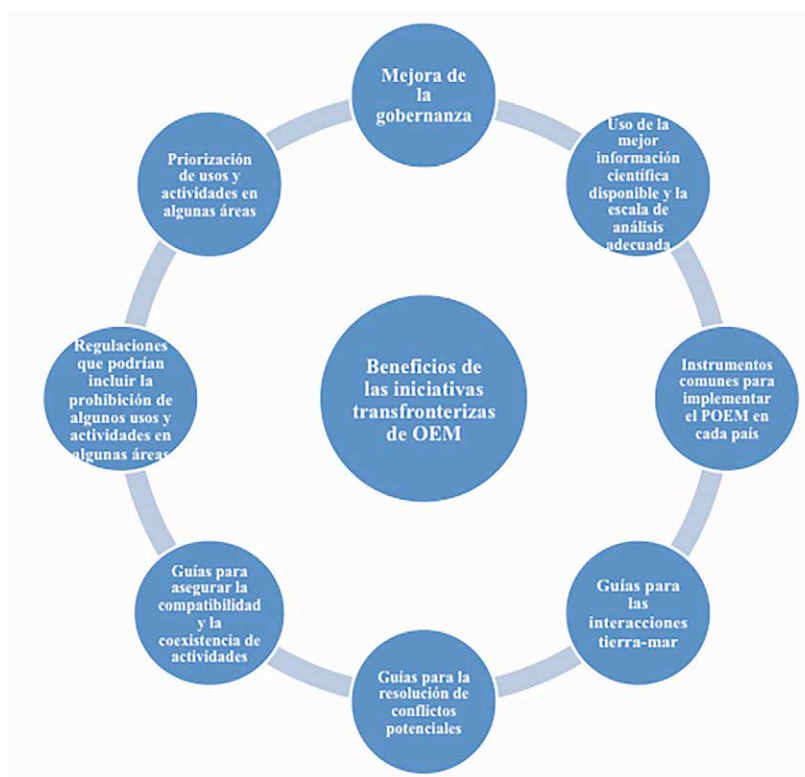 Mejora de
la
gobernanza
Uso de la
mejor
información
científica
disponible y la
escala de
análisis
adecuada
Instrumentos
comunes para
implementar
el POEM en
cada país
Guías para
las
interacciones
tierra-mar
Guías para la
resolución de
conflictos
potenciales
Guías para
asegurar la
compatibilidad
y la
coexistencia de
actividades
Regulaciones
que podrían
incluir la
prohibición de
algunos usos y
actividades en
algunas áreas
Priorización
de usos y
actividades en
algunas áreas
Beneficios de
las iniciativas
transfronterizas
de OEM